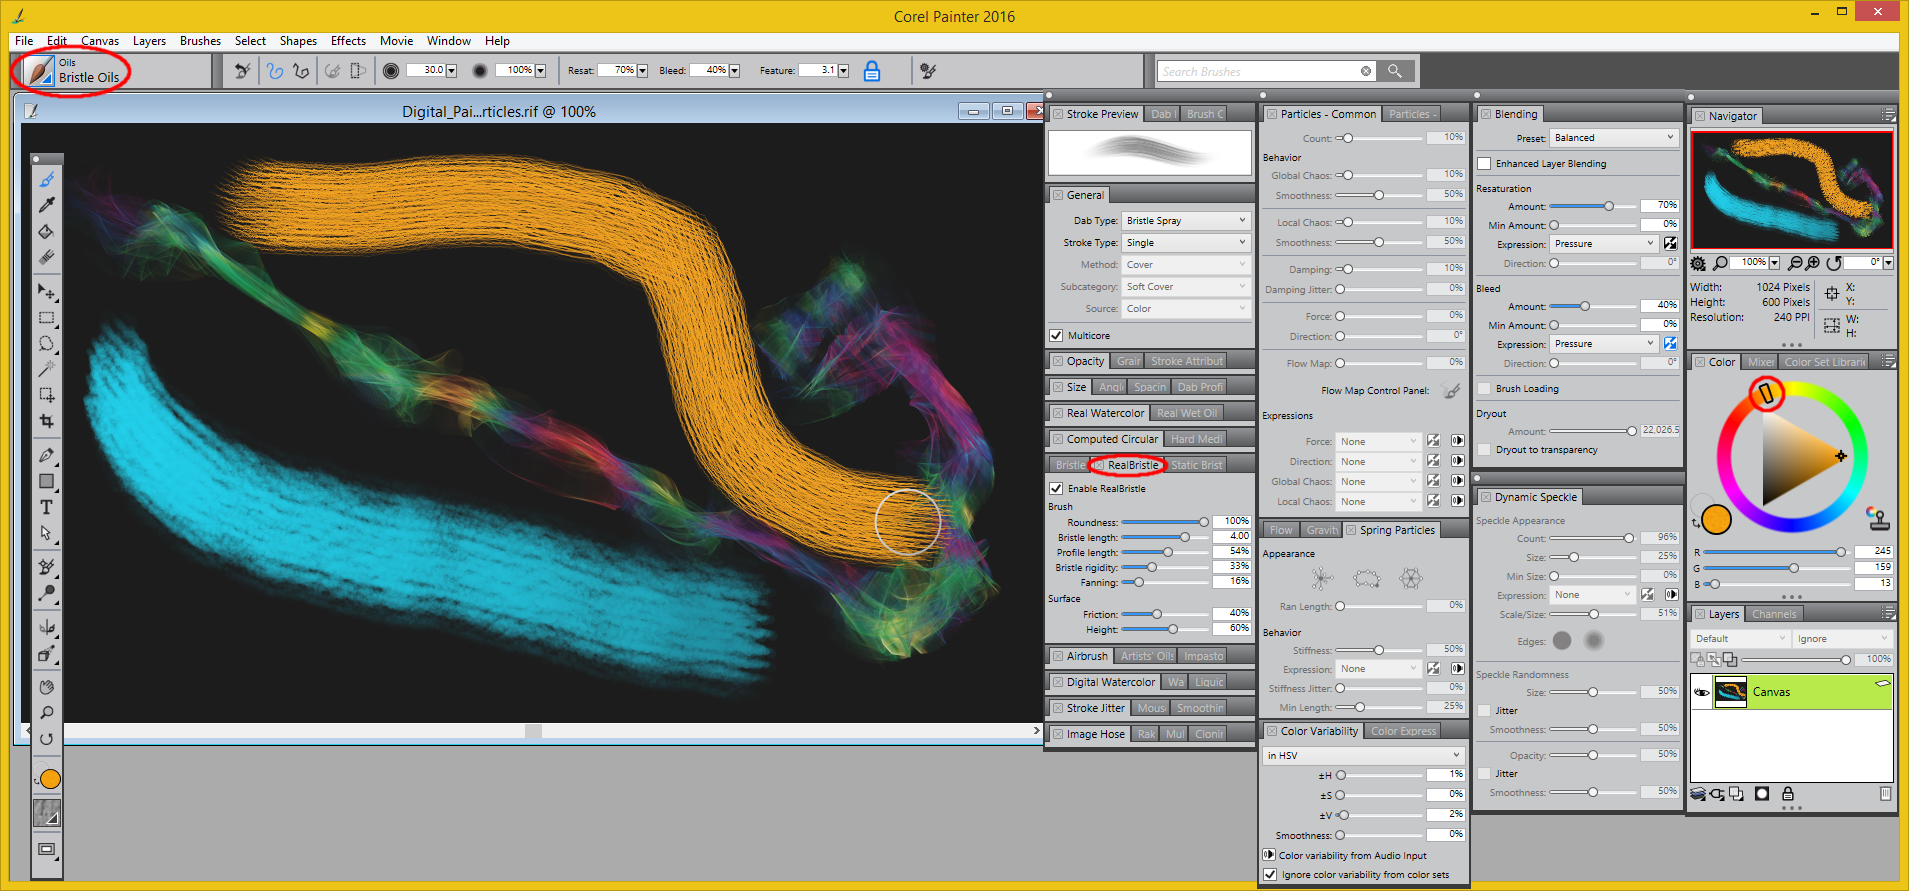 Corel Painter 2016
File Edit Canvas Layers Brushes Select Shapes Effects Movie Window Help
Oils
Bristle Oils
30.0 100% Resat: 70% Bleed: 40% Feature: 3.1
Search Brushes
Digital_Pai...rticles.rif @ 100%
Stroke Preview Dab I Brush C
General
Dab Type: Bristle Spray
Stroke Type: Single
Method: Cover
Subcategory: Soft Cover
Source: Color
Multicore
Opacity Grain Stroke Attribut
Size Angle Spacin Dab Profi
Real Watercolor Real Wet Oil
Computed Circular Hard Medi
Bristle RealBristle Static Brist
Enable RealBristle
Brush
Roundness: 100%
Bristle length: 4.00
Profile length: 54%
Bristle rigidity: 33%
Fanning: 16%
Surface
Friction: 40%
Height: 60%
Airbrush Artists' Oils Impasto
Digital Watercolor Wa Liquid
Stroke Jitter Mous Smoothin
Image Hose Rak Mul Clonir
Particles - Common Particles -
Count: 10%
Behavior
Global Chaos: 10%
Smoothness: 50%
Local Chaos: 10%
Smoothness: 50%
Damping: 10%
Damping Jitter: 0%
Force: 0%
Direction: 0°
Flow Map: 0%
Flow Map Control Panel:
Expressions
Force: None
Direction: None
Global Chaos: None
Local Chaos: None
Flow Gravit Spring Particles
Appearance
Ran Length: 0%
Behavior
Stiffness: 50%
Expression: None
Stiffness Jitter: 0%
Min Length: 25%
Color Variability Color Express
in HSV
±H 1%
±S 0%
±V 2%
Smoothness: 0%
Color variability from Audio Input
Ignore color variability from color sets
Blending
Preset: Balanced
Enhanced Layer Blending
Resaturation
Amount: 70%
Min Amount: 0%
Expression: Pressure
Direction: 0°
Bleed
Amount: 40%
Min Amount: 0%
Expression: Pressure
Direction: 0°
Brush Loading
Dryout
Amount: 22,026.5
Dryout to transparency
Dynamic Speckle
Speckle Appearance
Count: 96%
Size: 25%
Min Size: 0%
Expression: None
Scale/Size: 51%
Edges:
Speckle Randomness
Size: 50%
Jitter
Smoothness: 50%
Opacity: 50%
Jitter
Smoothness: 50%
Navigator
100% 0°
Width: 1024 Pixels X:
Height: 600 Pixels Y:
Resolution: 240 PPI W:
H:
Color Mixer Color Set Librarie
R 245
G 159
B 13
Layers Channels
Default Ignore
100%
Canvas